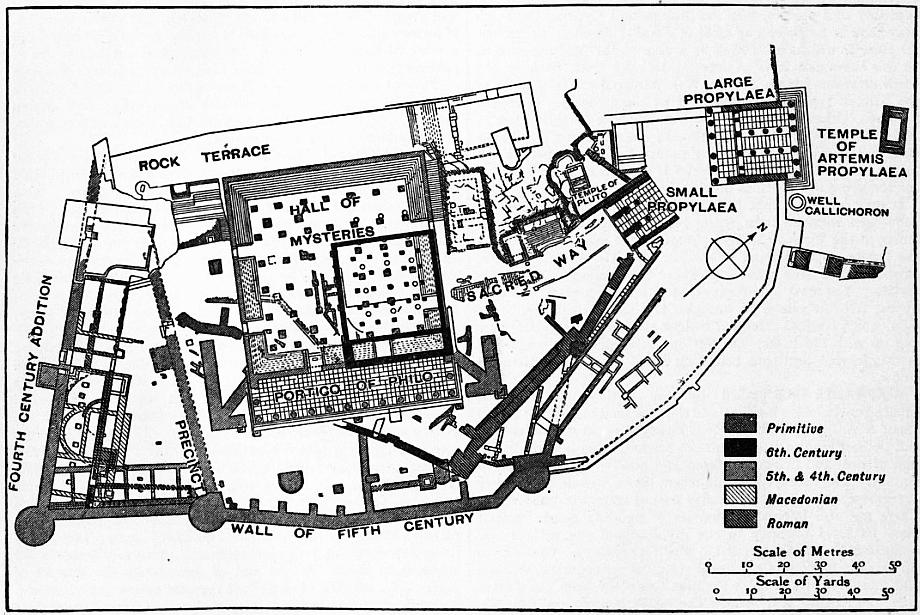 LARGE
PROPYLAEA
TEMPLE
OF
ARTEMIS
PROPYLAEA
ROCK TERRACE
HALL OF
MYSTERIES
TEMPLE OF
PLUTO
SMALL
PROPYLAEA
WELL
CALLICHORON
N
SACRED WAY
FOURTH CENTURY ADDITION
PRECINCT
PORTICO OF PHILO
WALL OF FIFTH CENTURY
Primitive
6th. Century
5th. & 4th. Century
Macedonian
Roman
Scale of Metres
0 10 20 30 40 50
Scale of Yards
0 10 20 30 40 50